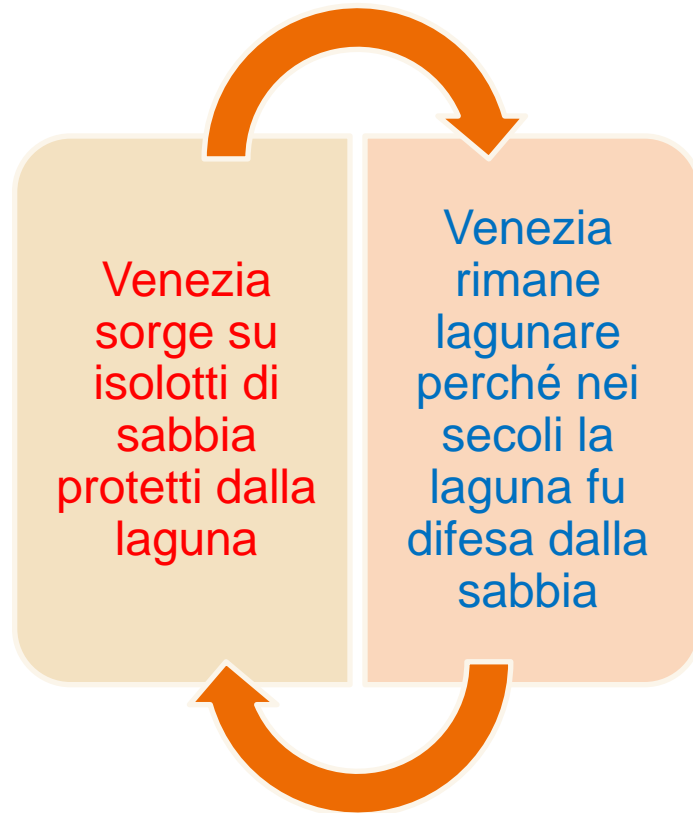 Venezia
sorge su
isolotti di
sabbia
protetti dalla
laguna
Venezia
rimane
lagunare
perché nei
secoli la
laguna fu
difesa dalla
sabbia